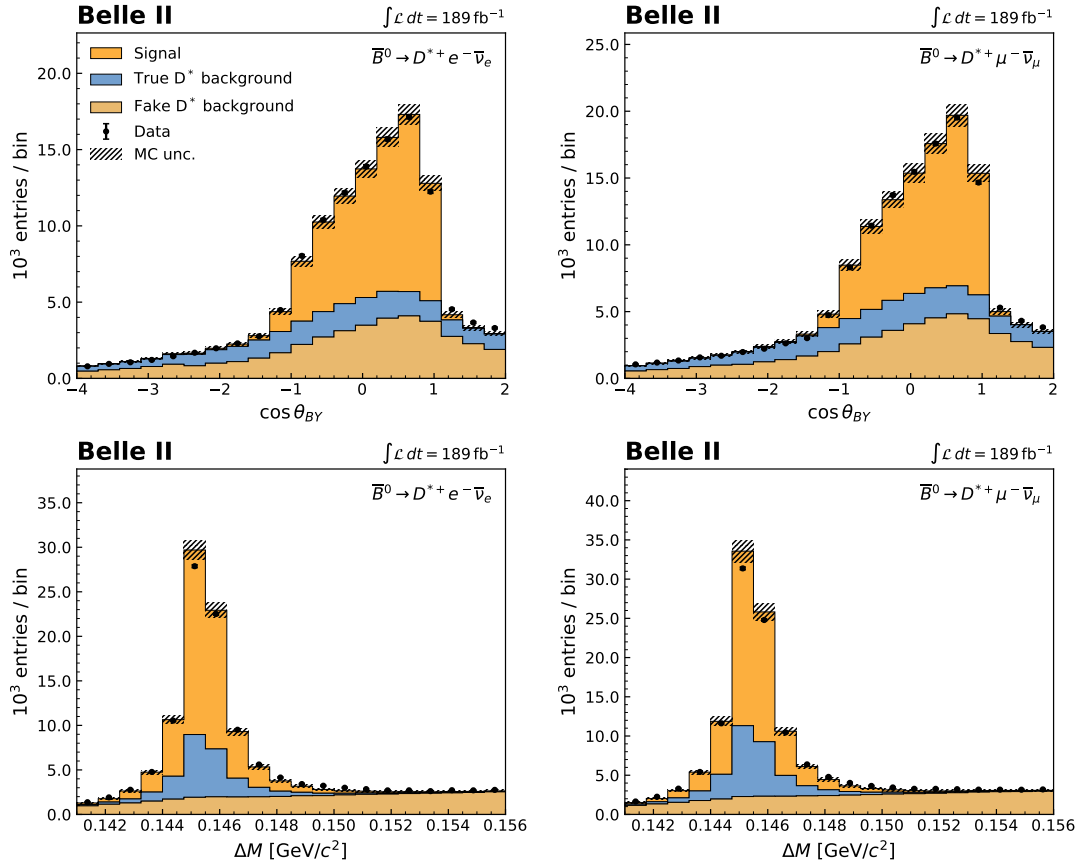 Belle II
∫ℒ dt = 189 fb⁻¹
B̅⁰ → D*⁺ e⁻ ν̅ₑ
Signal
True D* background
Fake D* background
Data
MC unc.
10³ entries / bin
20.0
15.0
10.0
5.0
0.0
−4 −3 −2 −1 0 1 2
cos θ_BY
Belle II
∫ℒ dt = 189 fb⁻¹
B̅⁰ → D*⁺ μ⁻ ν̅_μ
10³ entries / bin
25.0
20.0
15.0
10.0
5.0
0.0
−4 −3 −2 −1 0 1 2
cos θ_BY
Belle II
∫ℒ dt = 189 fb⁻¹
B̅⁰ → D*⁺ e⁻ ν̅ₑ
10³ entries / bin
35.0
30.0
25.0
20.0
15.0
10.0
5.0
0.0
0.142 0.144 0.146 0.148 0.150 0.152 0.154 0.156
ΔM [GeV/c²]
Belle II
∫ℒ dt = 189 fb⁻¹
B̅⁰ → D*⁺ μ⁻ ν̅_μ
10³ entries / bin
40.0
35.0
30.0
25.0
20.0
15.0
10.0
5.0
0.0
0.142 0.144 0.146 0.148 0.150 0.152 0.154 0.156
ΔM [GeV/c²]